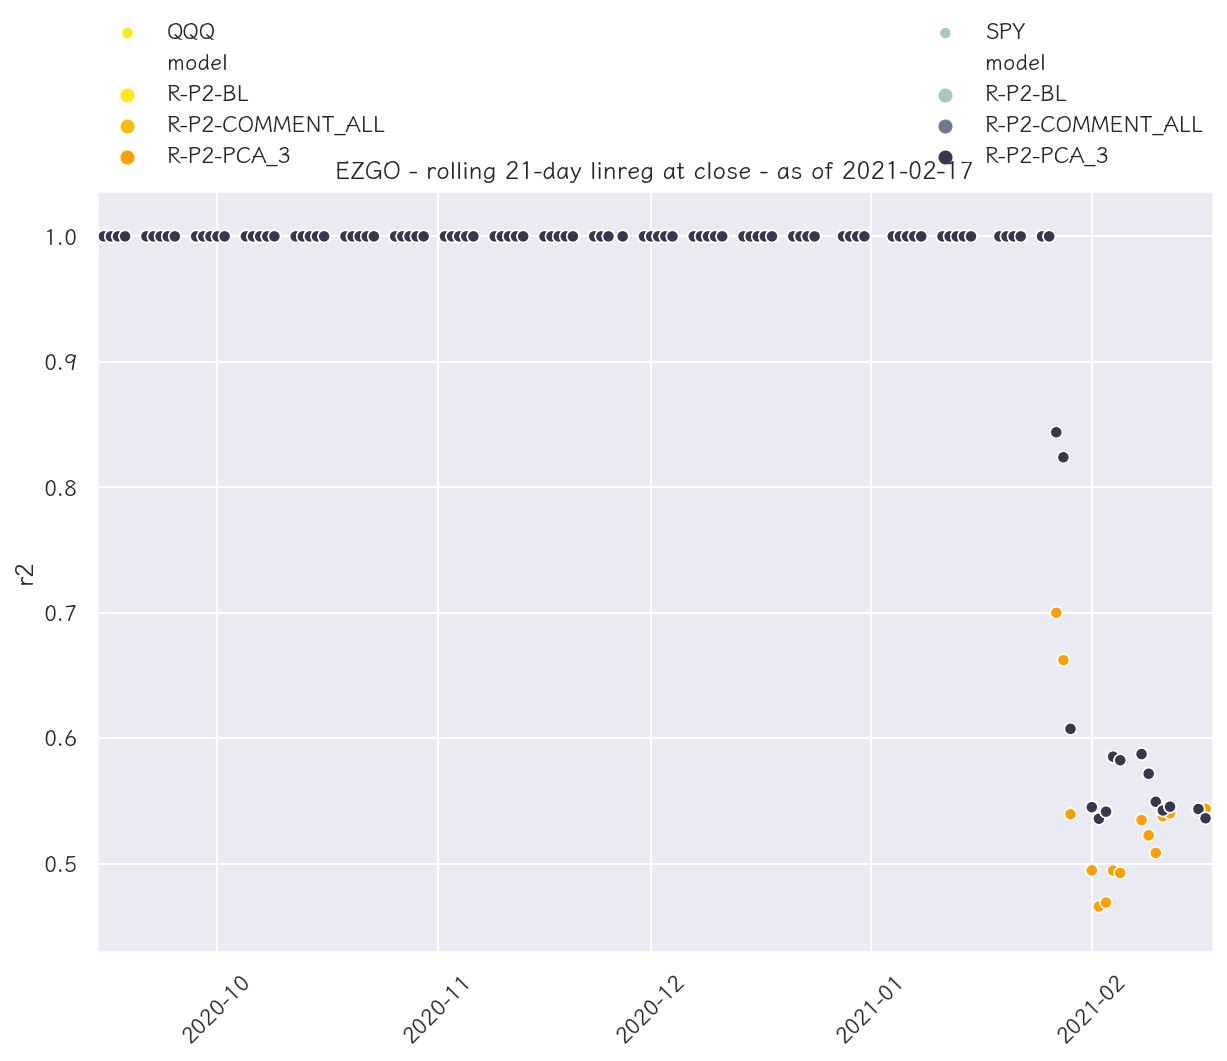 QQQ
model
R-P2-BL
R-P2-COMMENT_ALL
R-P2-PCA_3
SPY
model
R-P2-BL
R-P2-COMMENT_ALL
R-P2-PCA_3
EZGO - rolling 21-day linreg at close - as of 2021-02-17
1.0
0.9
0.8
0.7
0.6
0.5
r2
2020-10
2020-11
2020-12
2021-01
2021-02